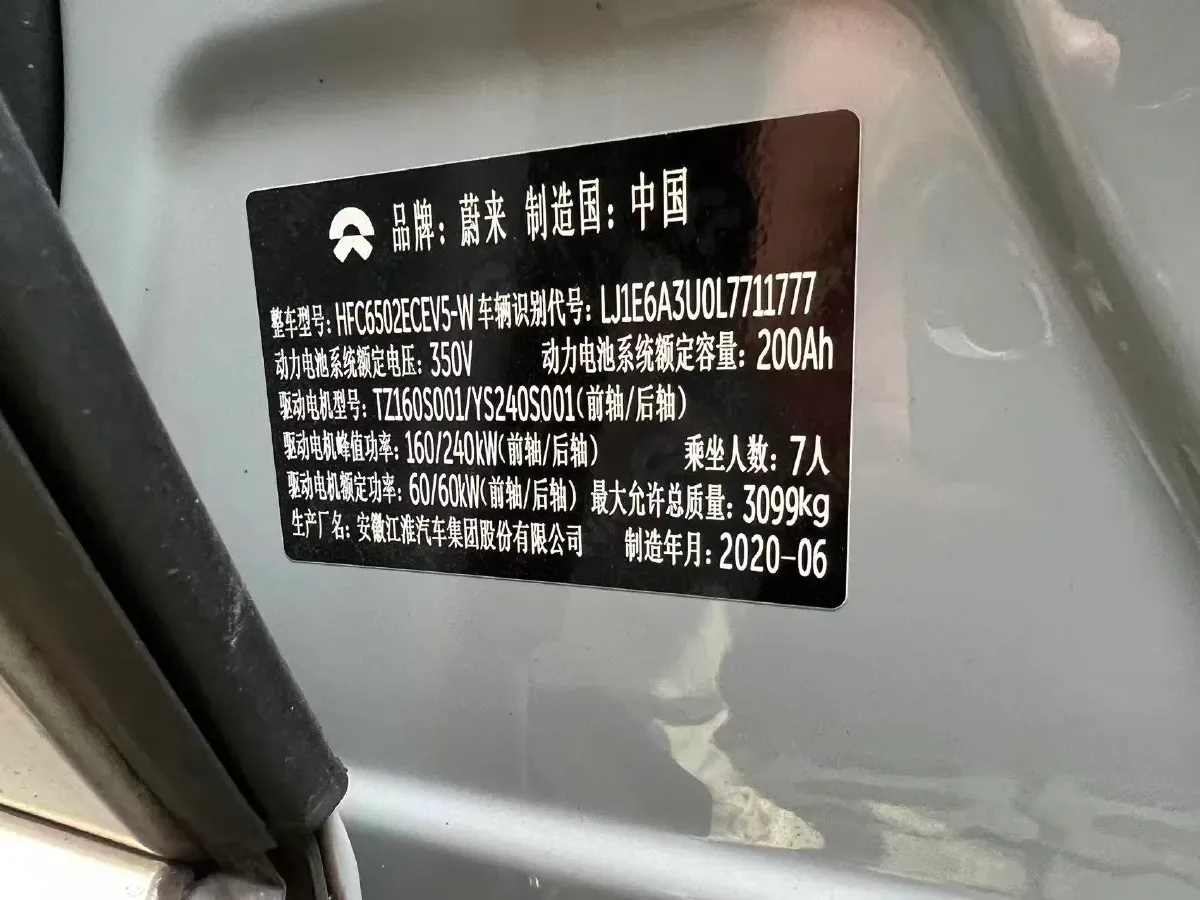 品牌：蔚来 制造国：中国
整车型号：HFC6502ECEV5-W 车辆识别代号：LJ1E6A3U0L7711777
动力电池系统额定电压：350V 动力电池系统额定容量：200Ah
驱动电机型号：TZ160S001/YS240S001(前轴/后轴)
驱动电机峰值功率：160/240kW(前轴/后轴) 乘坐人数：7人
驱动电机额定功率：60/60kW(前轴/后轴) 最大允许总质量：3099kg
生产厂名：安徽江淮汽车集团股份有限公司 制造年月：2020-06